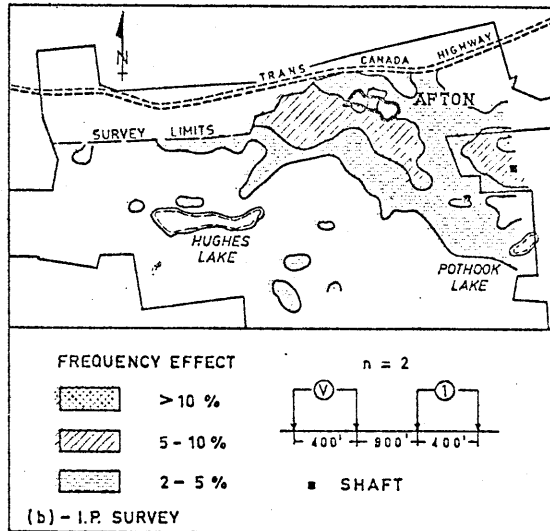 N
TRANS CANADA HIGHWAY
AFTON
SURVEY LIMITS
HUGHES
LAKE
POTHOOK
LAKE
FREQUENCY EFFECT
n = 2
>10 %
V
1
5-10 %
400' 900' 400'
2-5 %
SHAFT
(b)-I.P. SURVEY